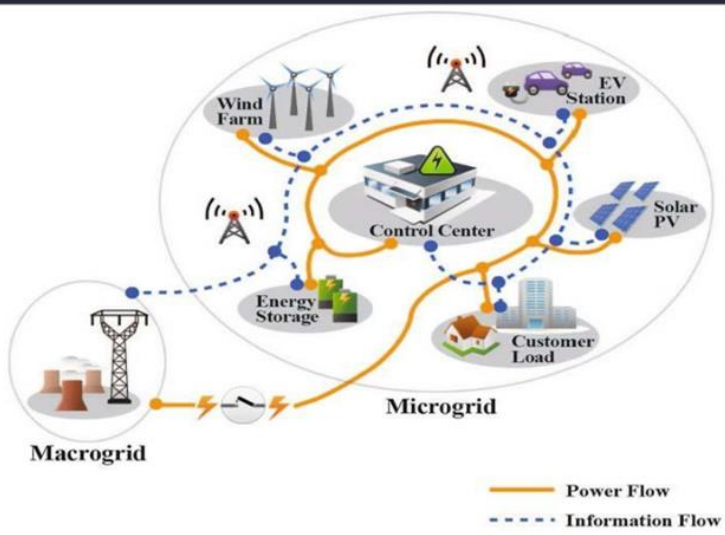 Wind
Farm
EV
Station
Solar
PV
Control Center
Energy
Storage
Customer
Load
Microgrid
Macrogrid
Power Flow
Information Flow